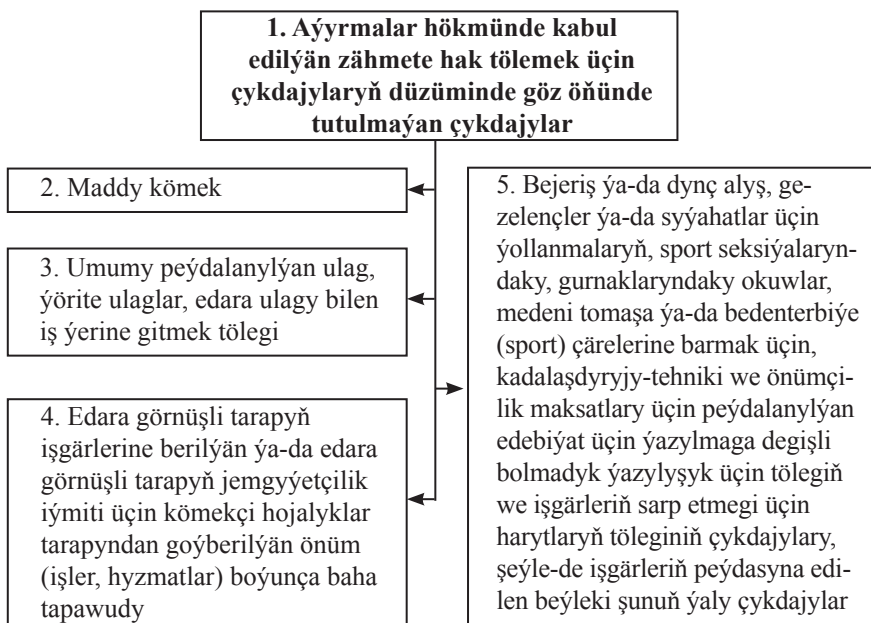 1. Aýyrmalar hökmünde kabul
edilýän zähmete hak tölemek üçin
çykdajylaryň düzüminde göz öňünde
tutulmaýan çykdajylar
2. Maddy kömek
3. Umumy peýdalanylýan ulag,
ýörite ulaglar, edara ulagy bilen
iş ýerine gitmek tölegi
4. Edara görnüşli tarapyň
işgärlerine berilýän ýa-da edara
görnüşli tarapyň jemgyýetçilik
iýmiti üçin kömekçi hojalyklar
tarapyndan goýberilýän önüm
(işler, hyzmatlar) boýunça baha
tapawudy
5. Bejeriş ýa-da dynç alyş, ge-
zelençler ýa-da syýahatlar üçin
ýollanmalaryň, sport seksiýalaryn-
daky, gurnaklaryndaky okuwlar,
medeni tomaşa ýa-da bedenterbiýe
(sport) çärelerine barmak üçin,
kadalaşdyryjy-tehniki we önümçi-
lik maksatlary üçin peýdalanylýan
edebiýat üçin ýazylmaga degişli
bolmadyk ýazylyşyk üçin tölegiň
we işgärleriň sarp etmegi üçin
harytlaryň töleginiň çykdajylary,
şeýle-de işgärleriň peýdasyna edi-
len beýleki şunuň ýaly çykdajylar